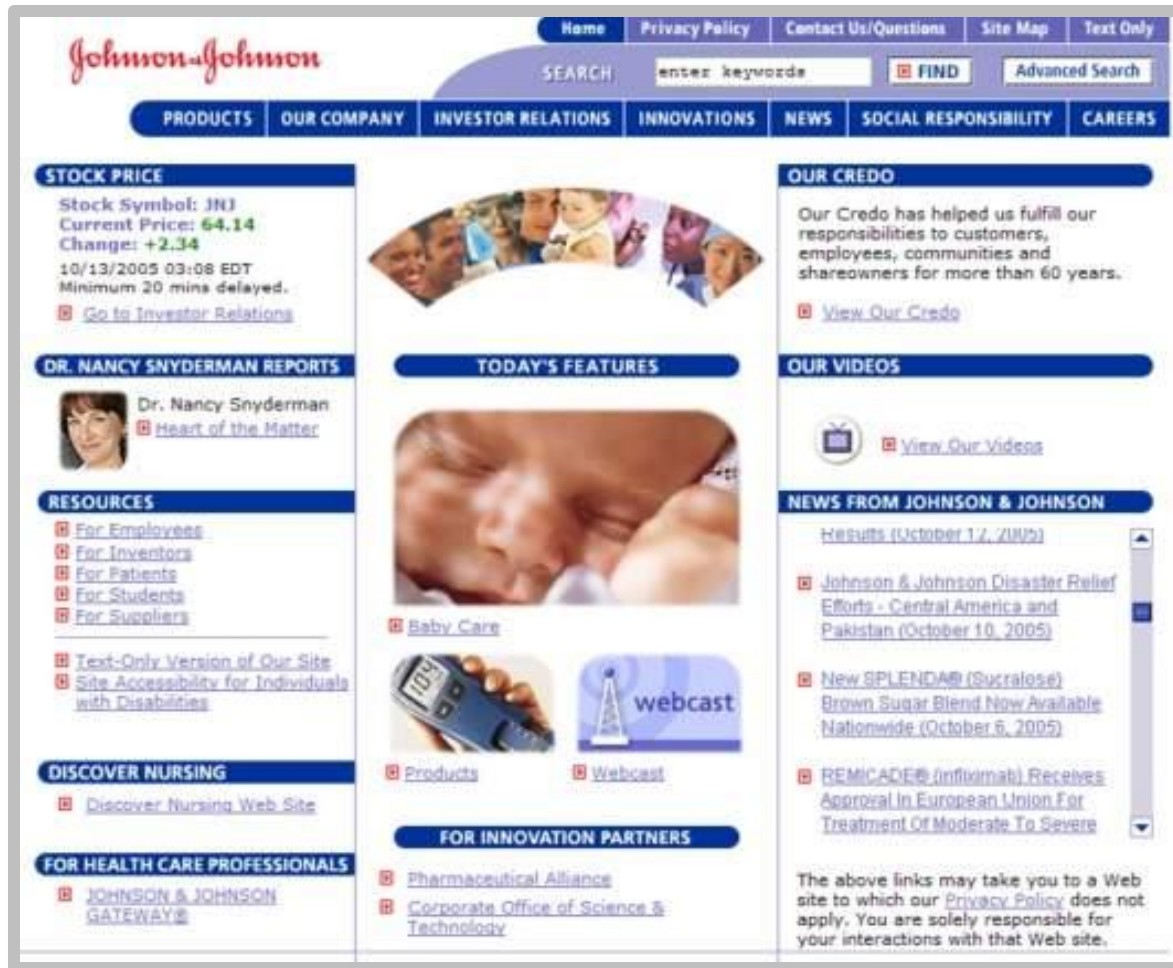 Johnson & Johnson
Home
Privacy Policy
Contact Us/Questions
Site Map
Text Only
SEARCH
enter keywords
FIND
Advanced Search
PRODUCTS
OUR COMPANY
INVESTOR RELATIONS
INNOVATIONS
NEWS
SOCIAL RESPONSIBILITY
CAREERS
STOCK PRICE
Stock Symbol: JNJ
Current Price: 64.14
Change: +2.34
10/13/2005 03:08 EDT
Minimum 20 mins delayed.
Go to Investor Relations
DR. NANCY SNYDERMAN REPORTS
Dr. Nancy Snyderman
Heart of the Matter
RESOURCES
For Employees
For Inventors
For Patients
For Students
For Suppliers
Text-Only Version of Our Site
Site Accessibility for Individuals
with Disabilities
DISCOVER NURSING
Discover Nursing Web Site
FOR HEALTH CARE PROFESSIONALS
JOHNSON & JOHNSON
GATEWAY®
TODAY'S FEATURES
Baby Care
104
webcast
Products
Webcast
FOR INNOVATION PARTNERS
Pharmaceutical Alliance
Corporate Office of Science &
Technology
OUR CREDO
Our Credo has helped us fulfill our
responsibilities to customers,
employees, communities and
shareowners for more than 60 years.
View Our Credo
OUR VIDEOS
View Our Videos
NEWS FROM JOHNSON & JOHNSON
Results (October 12, 2005)
Johnson & Johnson Disaster Relief
Efforts - Central America and
Pakistan (October 10, 2005)
New SPLENDA® (Sucralose)
Brown Sugar Blend Now Available
Nationwide (October 6, 2005)
REMICADE® (infliximab) Receives
Approval In European Union For
Treatment Of Moderate To Severe
The above links may take you to a Web
site to which our Privacy Policy does not
apply. You are solely responsible for
your interactions with that Web site.